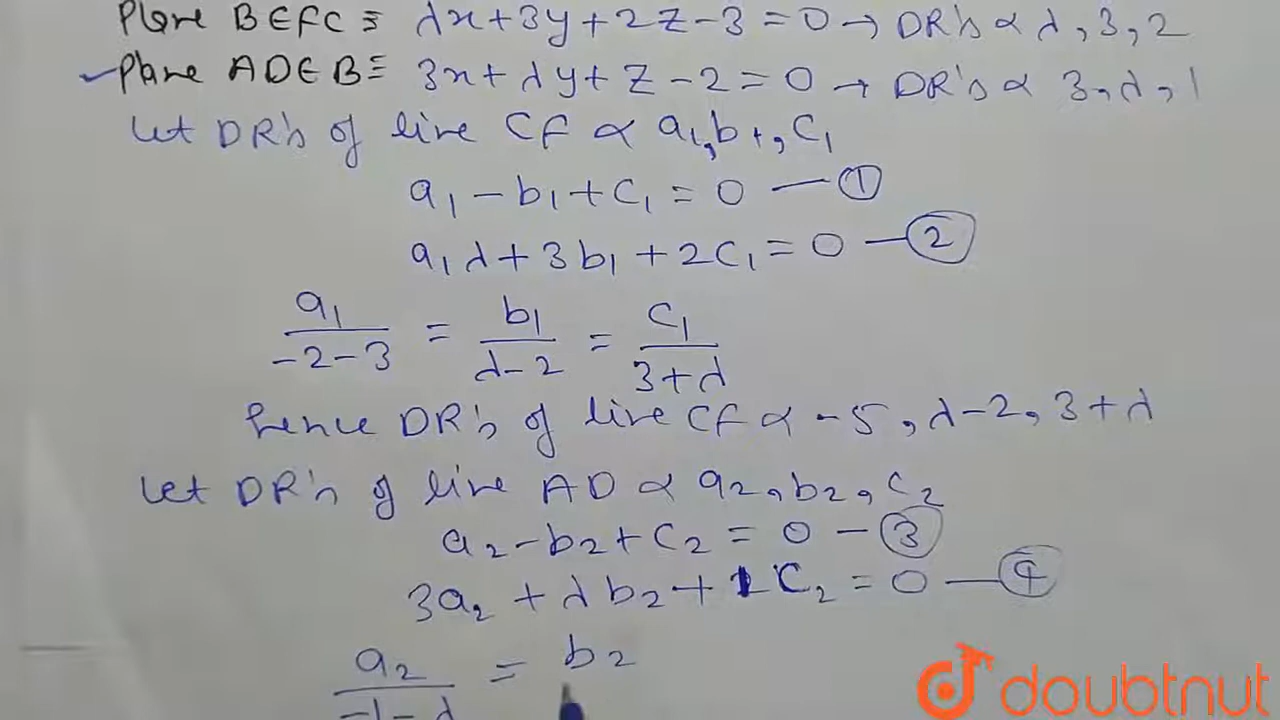 Plane BEFC ≡ λx+3y+2z-3=0 → DR's ∝ λ,3,2
Plane ADEB ≡ 3x+λy+z-2=0 → DR's ∝ 3,λ,1
Let DR's of line CF ∝ a₁,b₁,c₁
a₁-b₁+c₁=0 —①
a₁λ+3b₁+2c₁=0 —②
a₁/(-2-3) = b₁/(λ-2) = c₁/(3+λ)
hence DR's of line CF ∝ -5,λ-2,3+λ
Let DR's of line AD ∝ a₂,b₂,c₂
a₂-b₂+c₂=0 —③
3a₂+λb₂+1c₂=0 —④
a₂/(-1-λ) = b₂
doubtnut